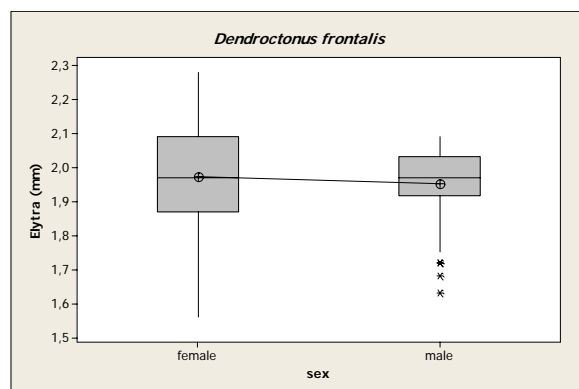 Dendroctonus frontalis
Elytra (mm)
2,3
2,2
2,1
2,0
1,9
1,8
1,7
1,6
1,5
female
male
sex